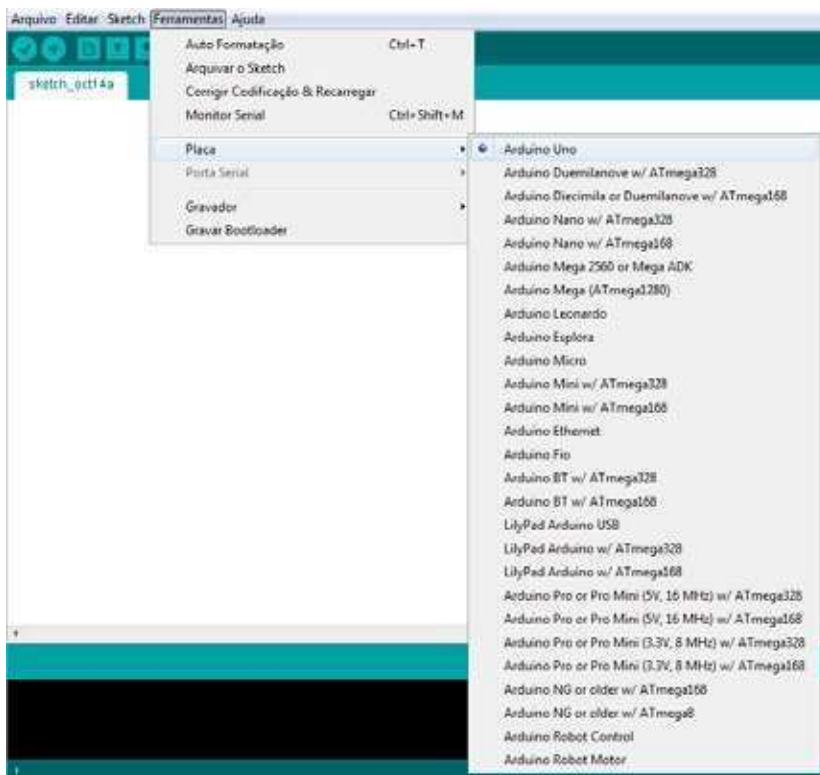 Arquivo Editar Sketch Ferramentas Ajuda
sketch_oct14a
Auto Formatação Ctrl+T
Arquivar o Sketch
Corrigir Codificação & Recarregar
Monitor Serial Ctrl+Shift+M
Placa
Porta Serial
Gravador
Gravar Bootloader
Arduino Uno
Arduino Duemilanove w/ ATmega328
Arduino Diecimila or Duemilanove w/ ATmega168
Arduino Nano w/ ATmega328
Arduino Nano w/ ATmega168
Arduino Mega 2560 or Mega ADK
Arduino Mega (ATmega1280)
Arduino Leonardo
Arduino Esplora
Arduino Micro
Arduino Mini w/ ATmega328
Arduino Mini w/ ATmega168
Arduino Ethernet
Arduino Fio
Arduino BT w/ ATmega328
Arduino BT w/ ATmega168
LilyPad Arduino USB
LilyPad Arduino w/ ATmega328
LilyPad Arduino w/ ATmega168
Arduino Pro or Pro Mini (5V, 16 MHz) w/ ATmega328
Arduino Pro or Pro Mini (5V, 16 MHz) w/ ATmega168
Arduino Pro or Pro Mini (3.3V, 8 MHz) w/ ATmega328
Arduino Pro or Pro Mini (3.3V, 8 MHz) w/ ATmega168
Arduino NG or older w/ ATmega168
Arduino NG or older w/ ATmega8
Arduino Robot Control
Arduino Robot Motor